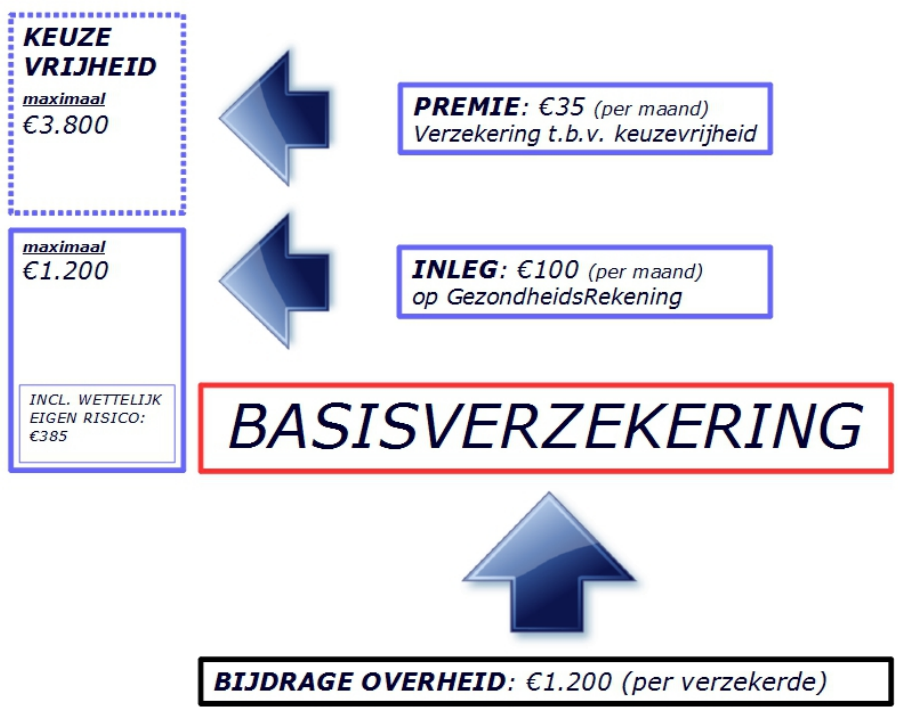 KEUZE
VRIJHEID
maximaal
€3.800
PREMIE: €35 (per maand)
Verzekering t.b.v. keuzevrijheid
maximaal
€1.200
INLEG: €100 (per maand)
op GezondheidsRekening
INCL. WETTELIJK
EIGEN RISICO:
€385
BASISVERZEKERING
BIJDRAGE OVERHEID: €1.200 (per verzekerde)